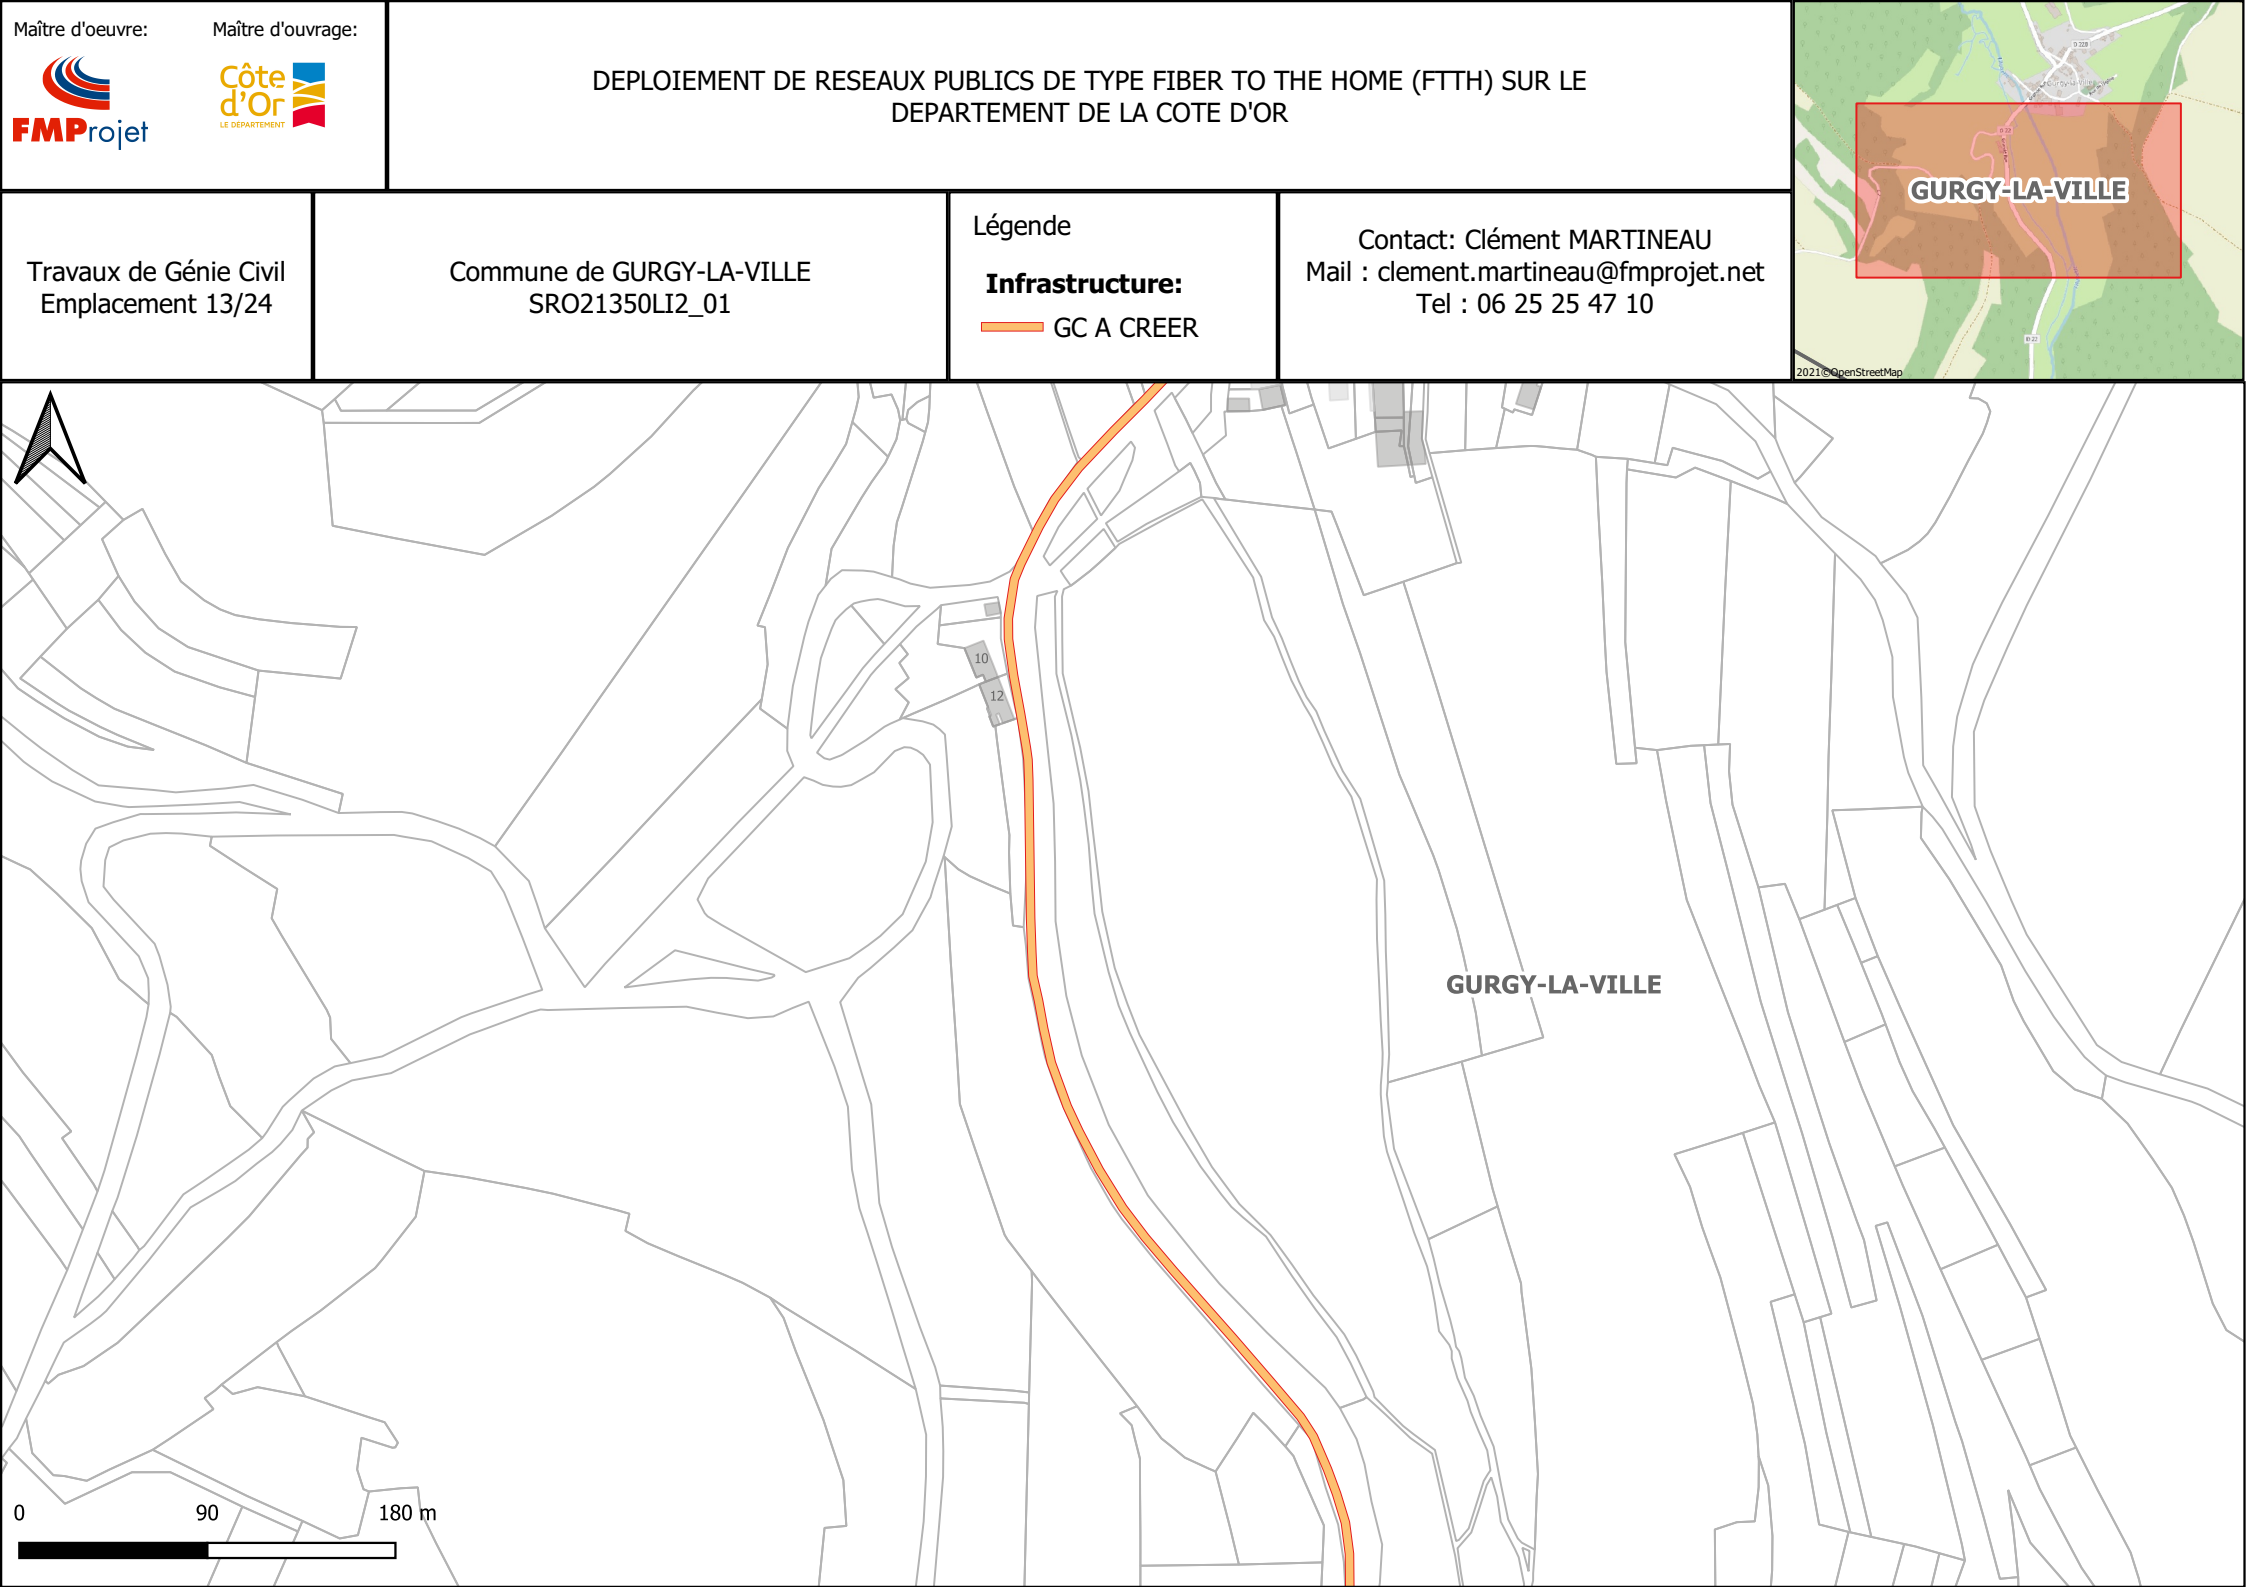 Maître d'oeuvre:
Maître d'ouvrage:
FMProjet
Côte
d'Or
LE DÉPARTEMENT
DEPLOIEMENT DE RESEAUX PUBLICS DE TYPE FIBER TO THE HOME (FTTH) SUR LE
DEPARTEMENT DE LA COTE D'OR
D 22B
D 22
GURGY-LA-VILLE
D 22
2021©OpenStreetMap
Travaux de Génie Civil
Emplacement 13/24
Commune de GURGY-LA-VILLE
SRO21350LI2_01
Légende
Infrastructure:
GC A CREER
Contact: Clément MARTINEAU
Mail : clement.martineau@fmprojet.net
Tel : 06 25 25 47 10
10
12
GURGY-LA-VILLE
0 90 180 m